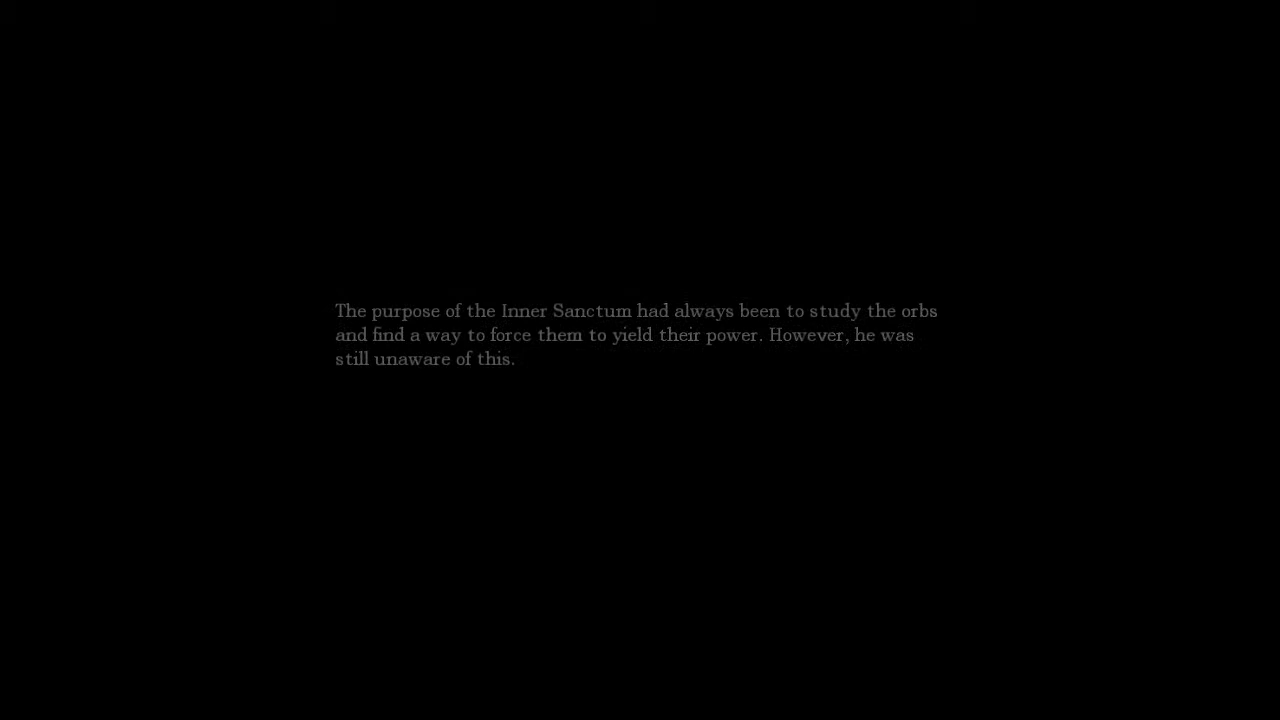 The purpose of the Inner Sanctum had always been to study the orbs
and find a way to force them to yield their power. However, he was
still unaware of this.